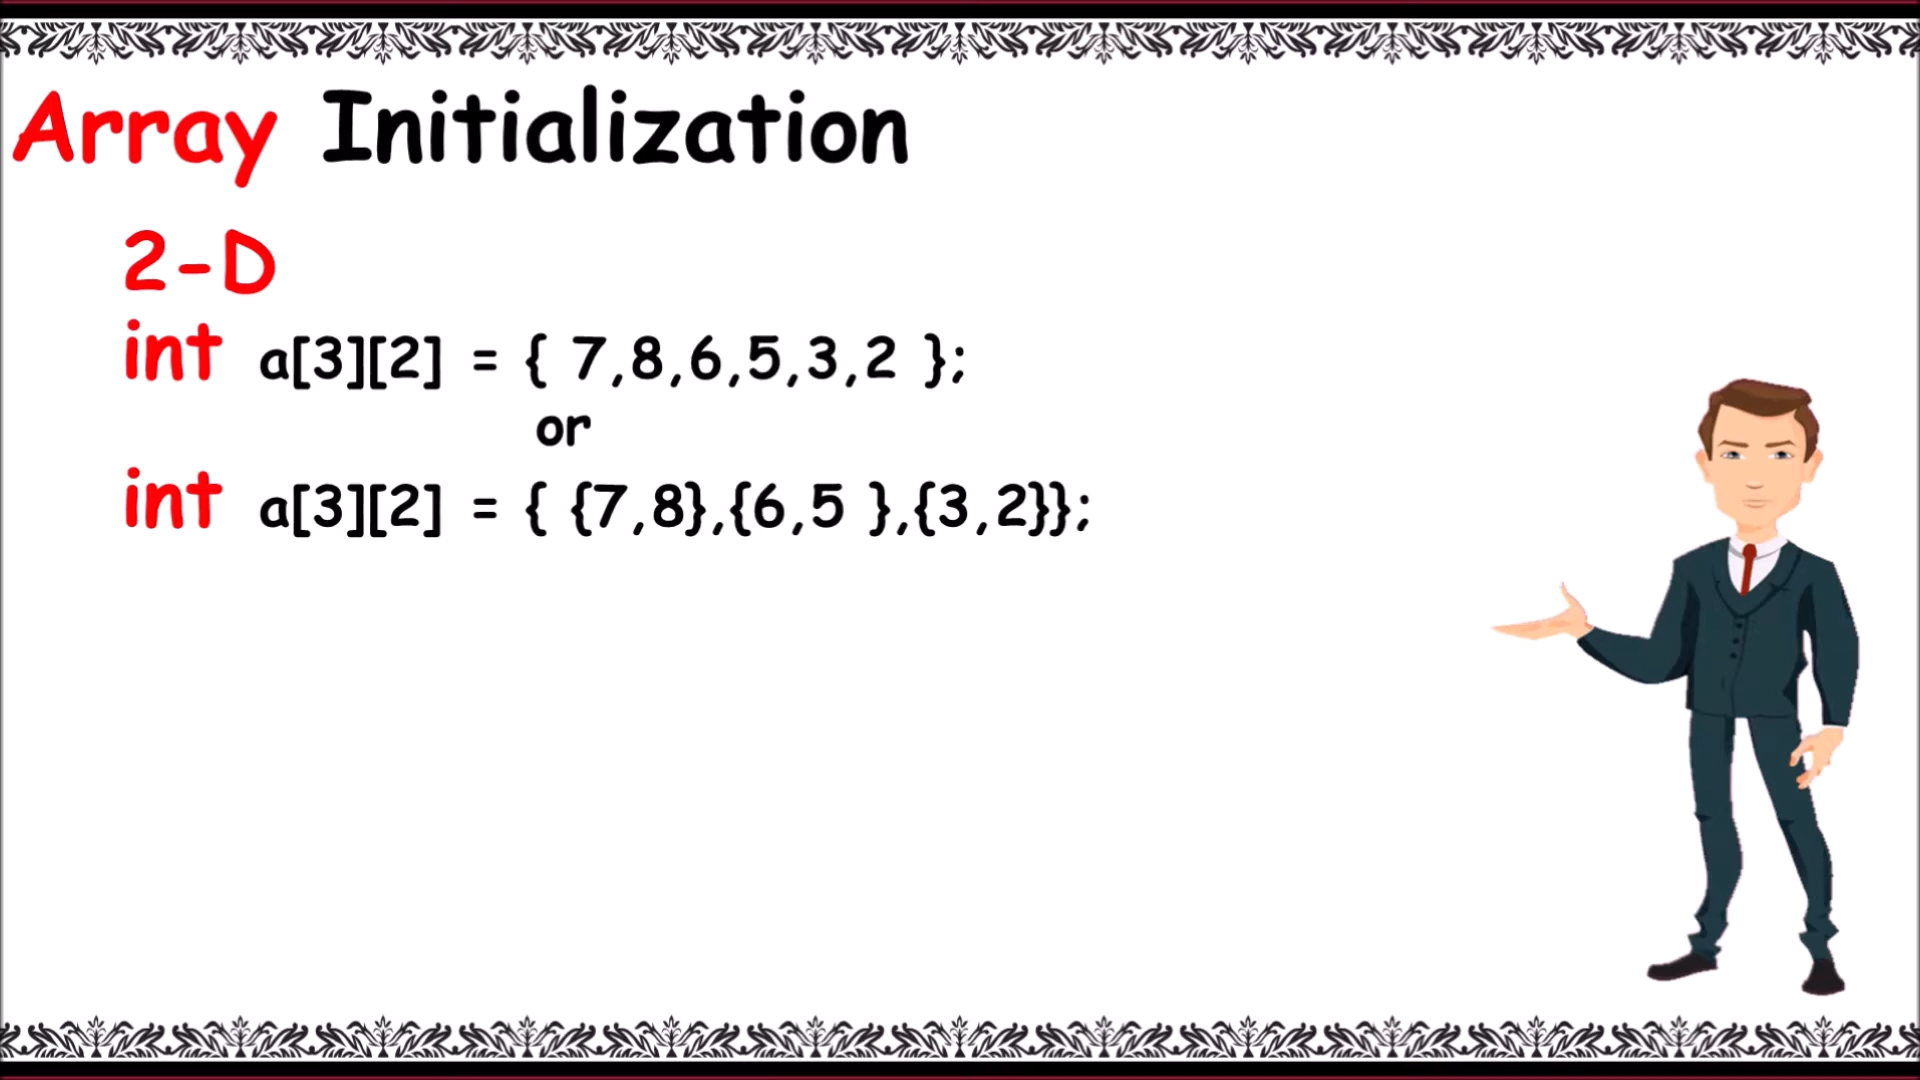 Array Initialization
2-D
int a[3][2] = { 7,8,6,5,3,2 };
or
int a[3][2] = { {7,8},{6,5 },{3,2}};